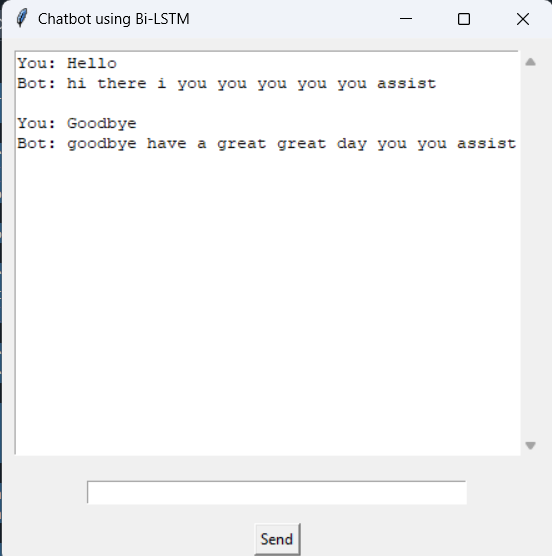 Chatbot using Bi-LSTM
You: Hello
Bot: hi there i you you you you you assist
You: Goodbye
Bot: goodbye have a great great day you you assist
Send